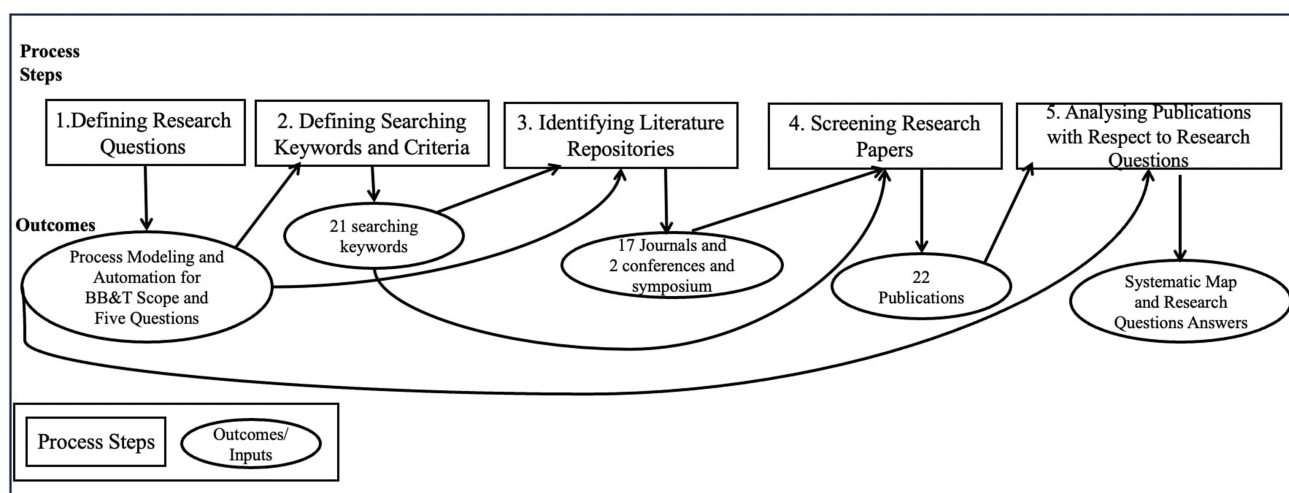 Process
Steps
1.Defining Research
Questions
2. Defining Searching
Keywords and Criteria
3. Identifying Literature
Repositories
4. Screening Research
Papers
5. Analysing Publications
with Respect to Research
Questions
Outcomes
Process Modeling and
Automation for
BB&T Scope and
Five Questions
21 searching
keywords
17 Journals and
2 conferences and
symposium
22
Publications
Systematic Map
and Research
Questions Answers
Process Steps
Outcomes/
Inputs